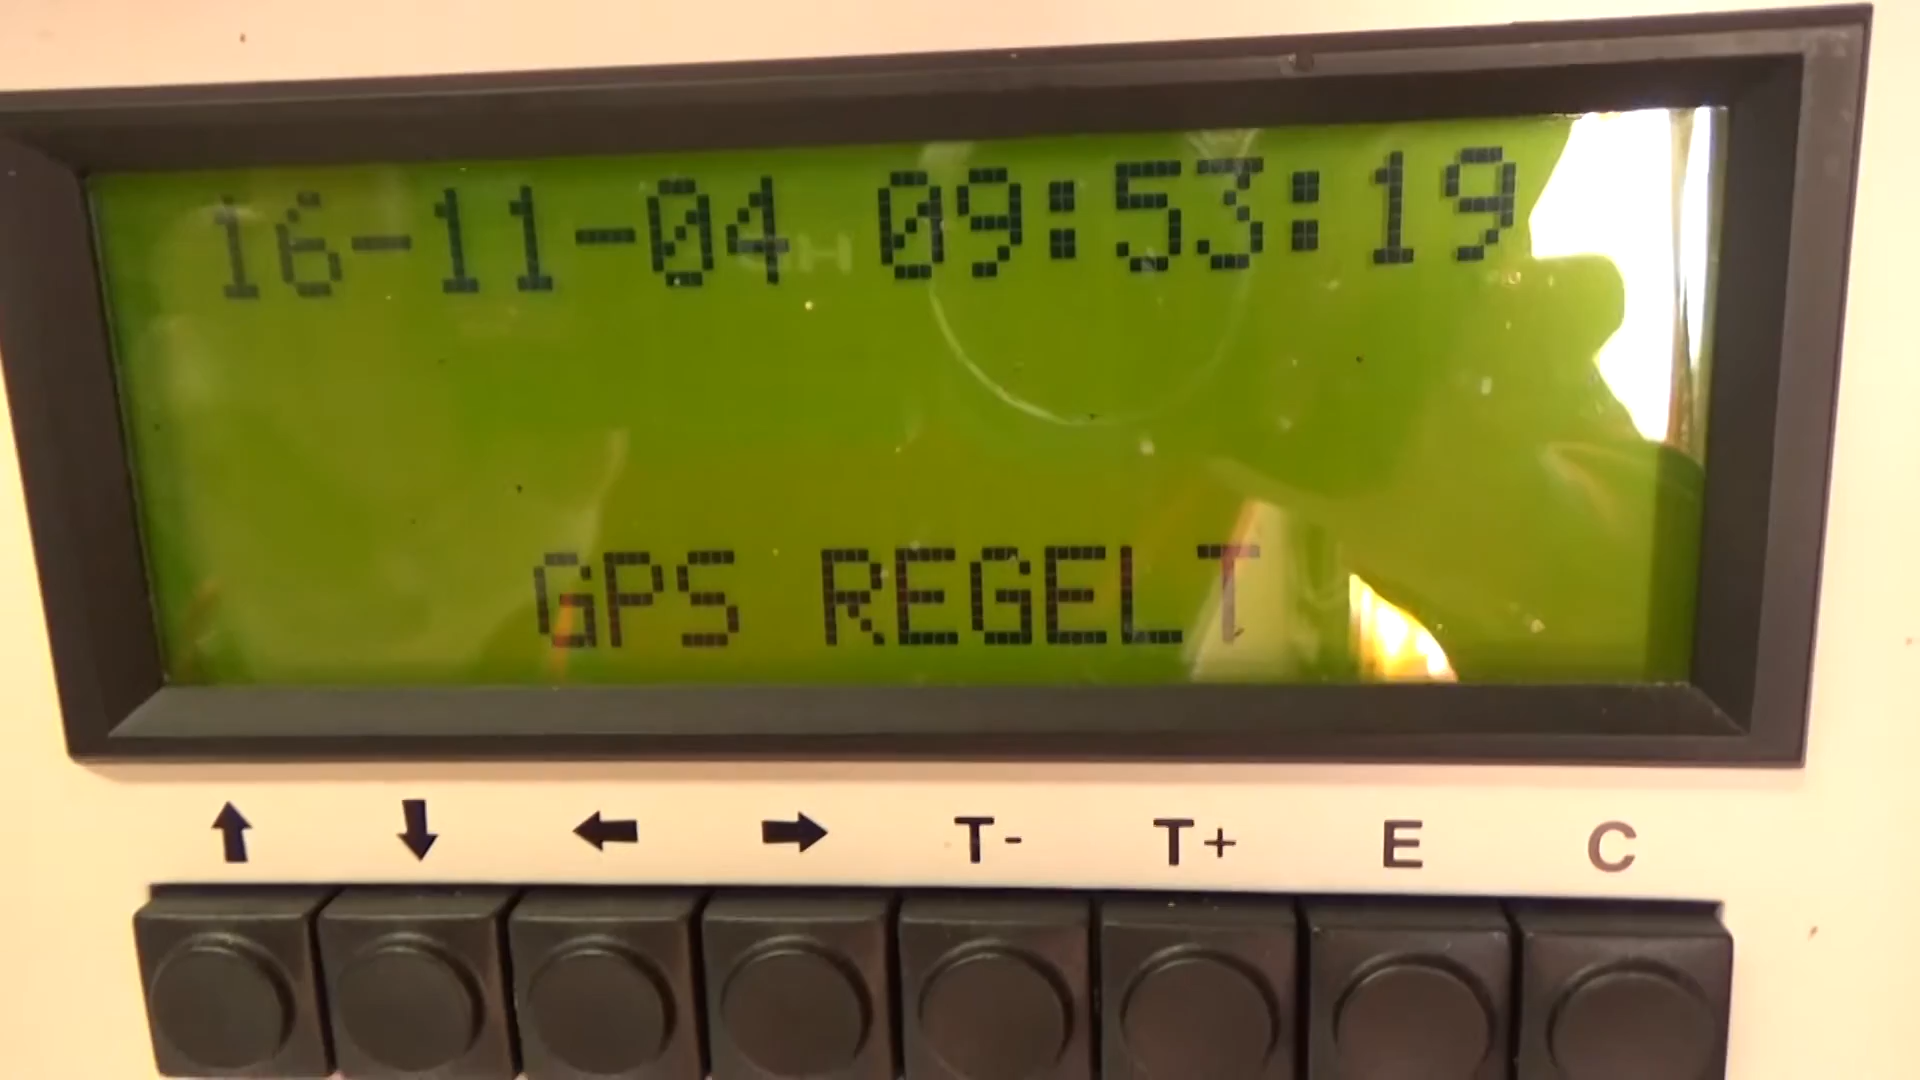 16-11-04 09:53:19
GPS REGELT
↑ ↓ ← → T- T+ E C